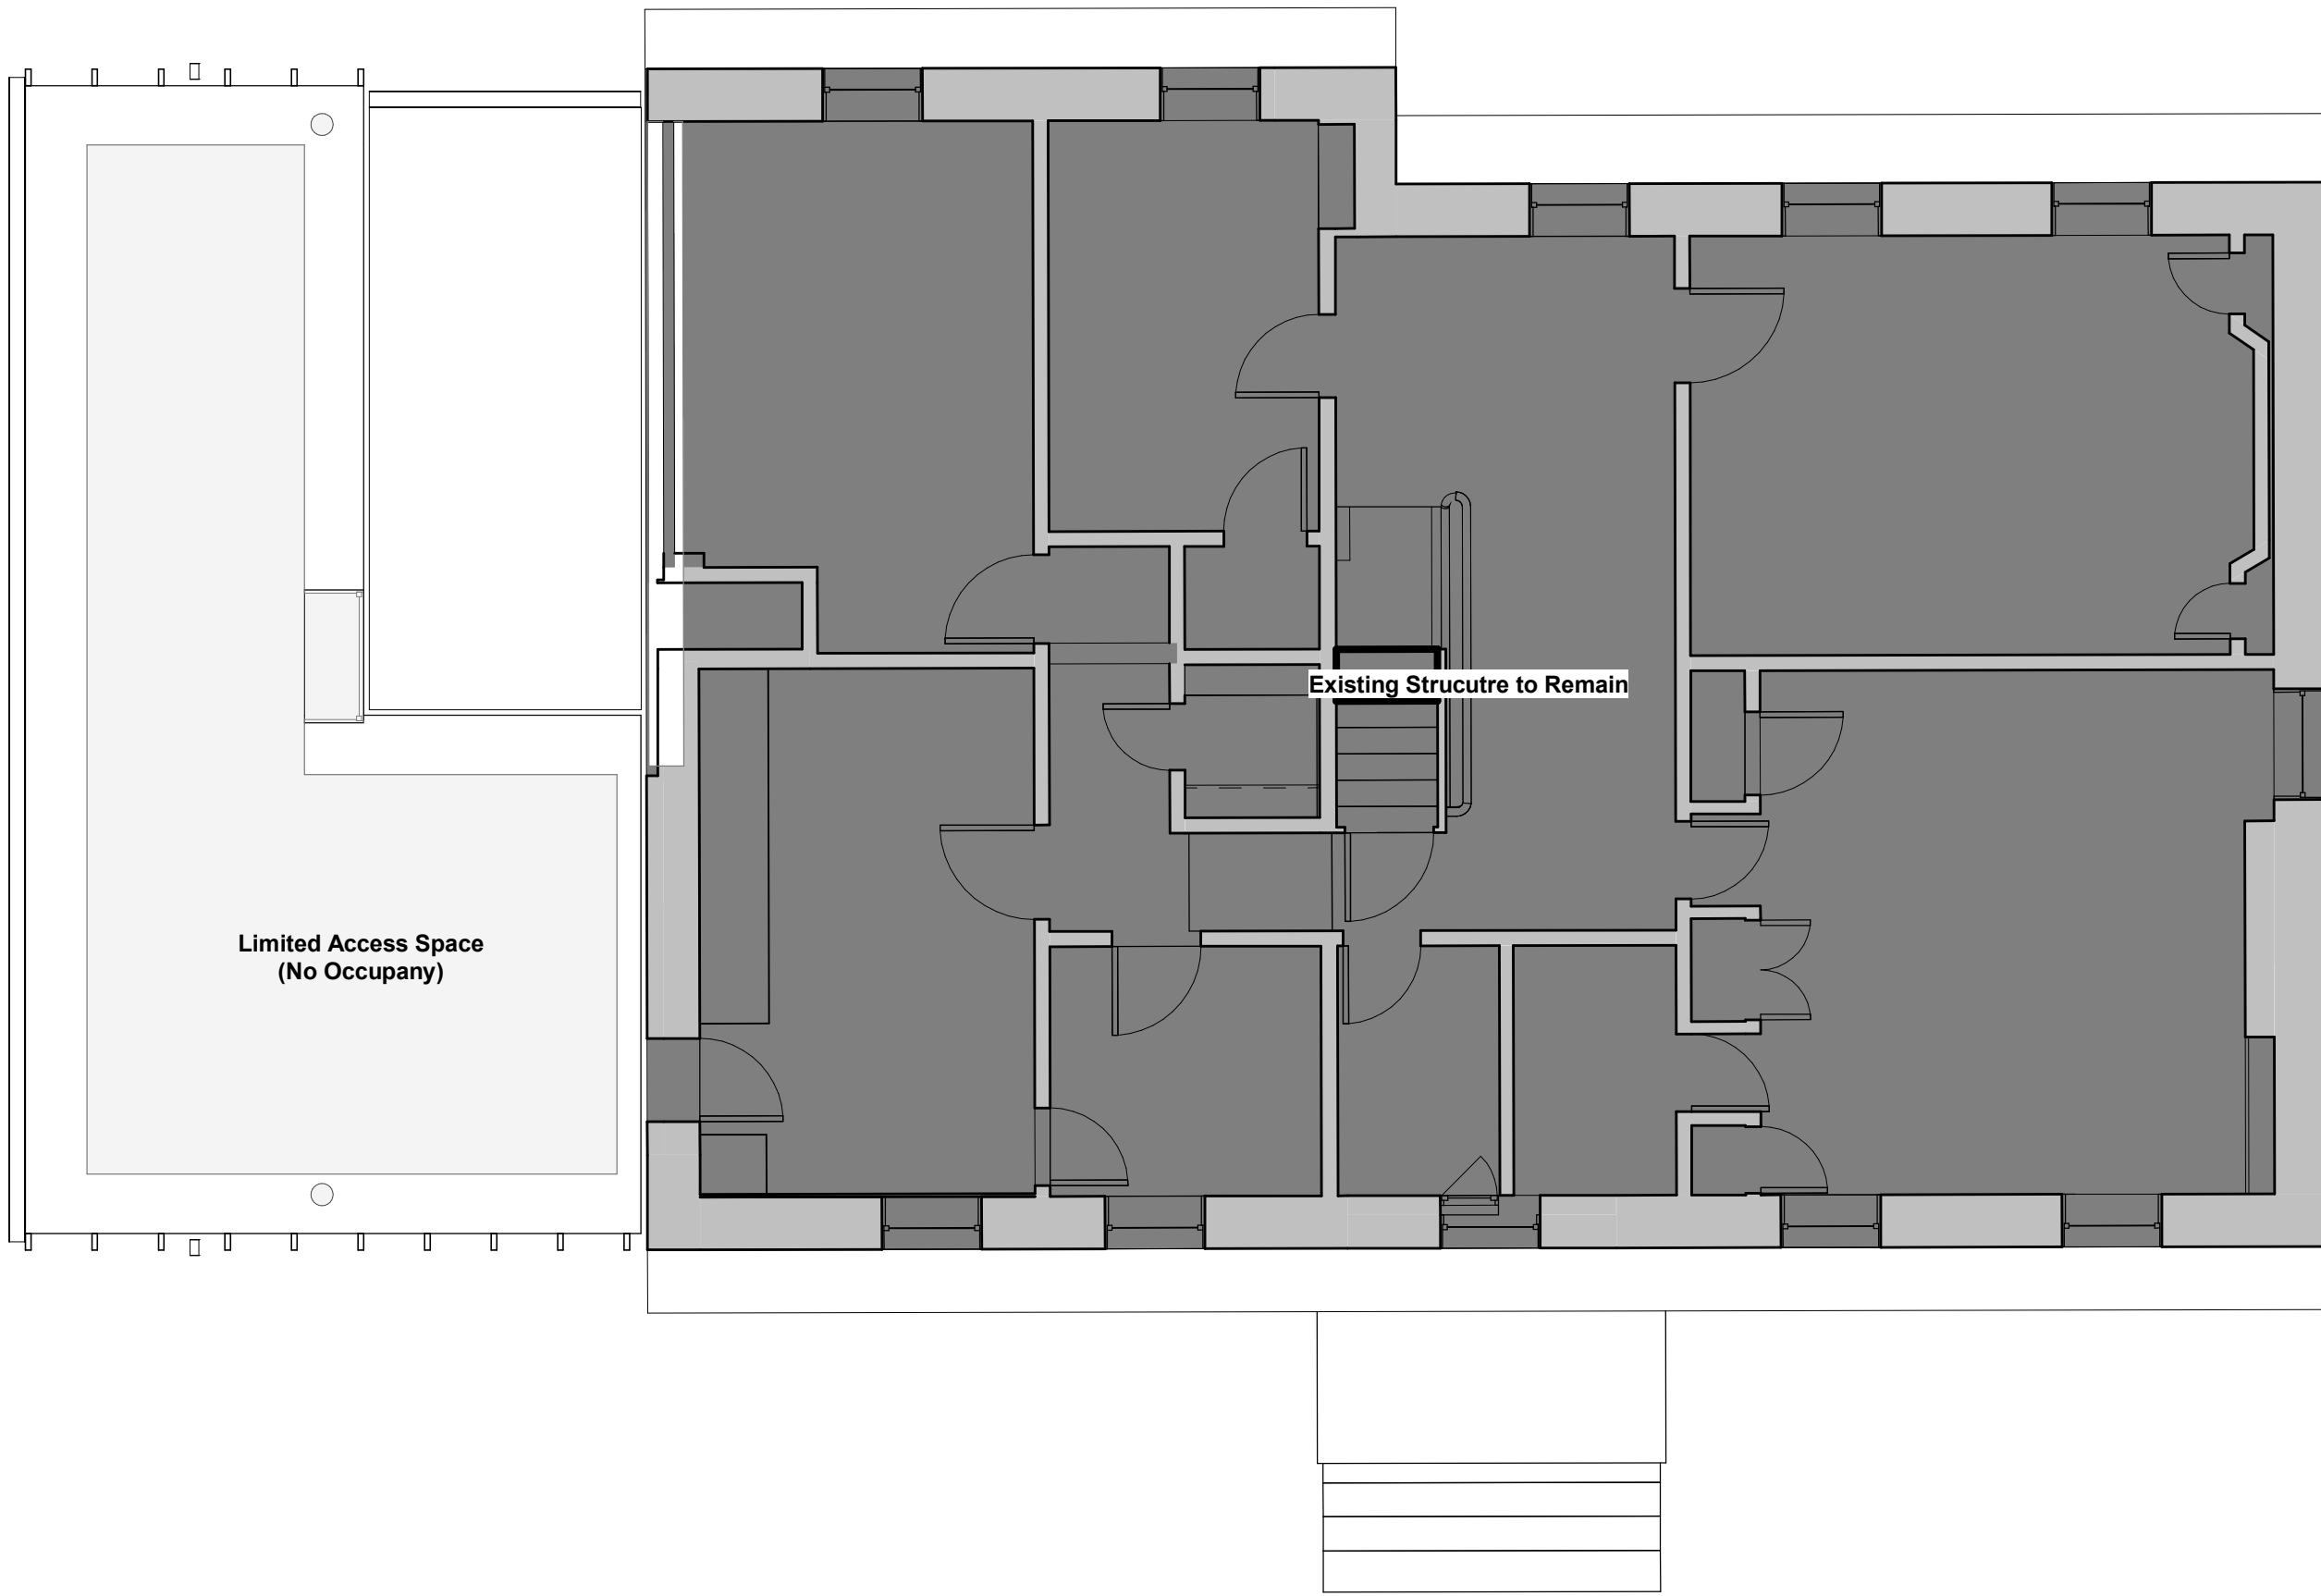 Existing Strucutre to Remain
Limited Access Space
(No Occupany)